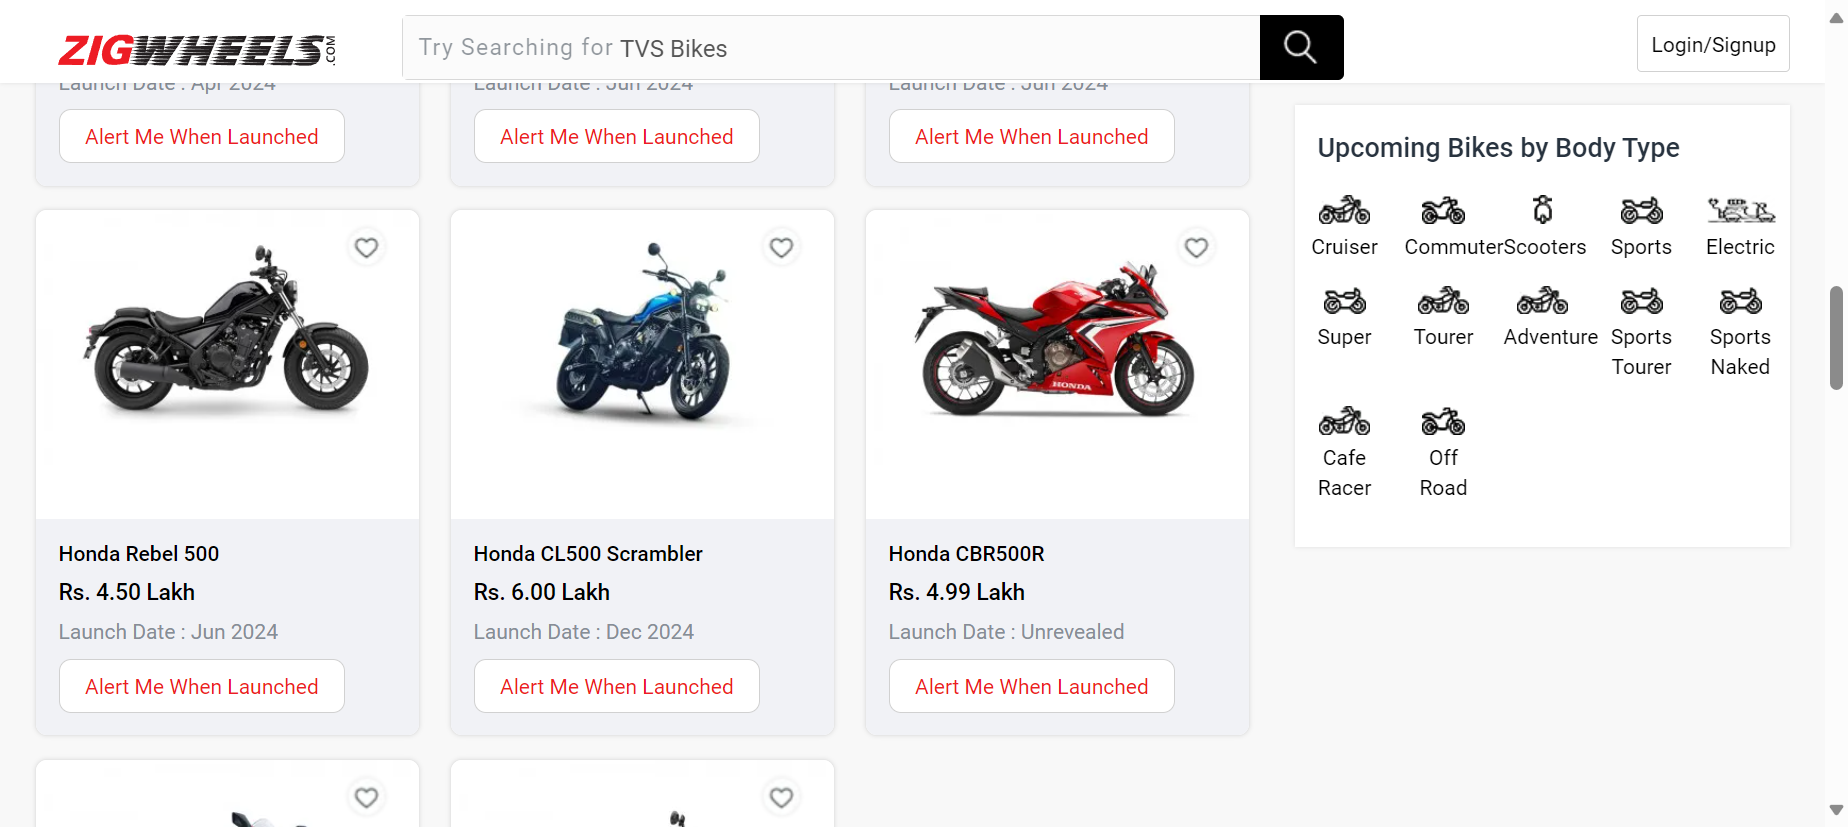 ZIGWHEELS.COM
Try Searching for TVS Bikes
Login/Signup
Launch Date : Apr 2024
Launch Date : Jun 2024
Launch Date : Jun 2024
Alert Me When Launched
Alert Me When Launched
Alert Me When Launched
Honda Rebel 500
Rs. 4.50 Lakh
Launch Date : Jun 2024
Alert Me When Launched
Honda CL500 Scrambler
Rs. 6.00 Lakh
Launch Date : Dec 2024
Alert Me When Launched
HONDA
Honda CBR500R
Rs. 4.99 Lakh
Launch Date : Unrevealed
Alert Me When Launched
Upcoming Bikes by Body Type
Cruiser
Commuter
Scooters
Sports
Electric
Super
Tourer
Adventure
Sports
Tourer
Sports
Naked
Cafe
Racer
Off
Road